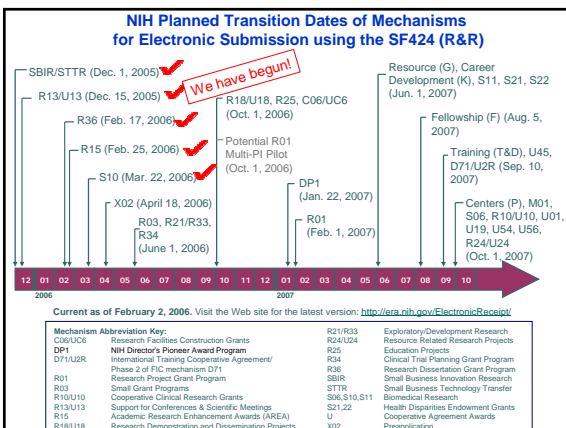 NIH Planned Transition Dates of Mechanisms
for Electronic Submission using the SF424 (R&R)
SBIR/STTR (Dec. 1, 2005)
We have begun!
R13/U13 (Dec. 15, 2005)
R36 (Feb. 17, 2006)
R15 (Feb. 25, 2006)
S10 (Mar. 22, 2006)
X02 (April 18, 2006)
R03, R21/R33,
R34
(June 1, 2006)
R18/U18, R25, C06/UC6
(Oct. 1, 2006)
Potential R01
Multi-PI Pilot
(Oct. 1, 2006)
DP1
(Jan. 22, 2007)
R01
(Feb. 1, 2007)
Resource (G), Career
Development (K), S11, S21, S22
(Jun. 1, 2007)
Fellowship (F) (Aug. 5,
2007)
Training (T&D), U45,
D71/U2R (Sep. 10,
2007)
Centers (P), M01,
S06, R10/U10, U01,
U19, U54, U56,
R24/U24
(Oct. 1, 2007)
12 01 02 03 04 05 06 07 08 09 10 11 12 01 02 03 04 05 06 07 08 09 10
2006 2007
Current as of February 2, 2006. Visit the Web site for the latest version: http://era.nih.gov/ElectronicReceipt/
Mechanism Abbreviation Key:
C06/UC6 Research Facilities Construction Grants
DP1 NIH Director's Pioneer Award Program
D71/U2R International Training Cooperative Agreement/
Phase 2 of FIC mechanism D71
R01 Research Project Grant Program
R03 Small Grant Programs
R10/U10 Cooperative Clinical Research Grants
R13/U13 Support for Conferences & Scientific Meetings
R15 Academic Research Enhancement Awards (AREA)
R18/U18 Research Demonstration and Dissemination Projects
R21/R33 Exploratory/Development Research
R24/U24 Resource Related Research Projects
R25 Education Projects
R34 Clinical Trial Planning Grant Program
R36 Research Dissertation Grant Program
SBIR Small Business Innovation Research
STTR Small Business Technology Transfer
S06,S10,S11 Biomedical Research
S21,22 Health Disparities Endowment Grants
U Cooperative Agreement Awards
X02 Preapplication